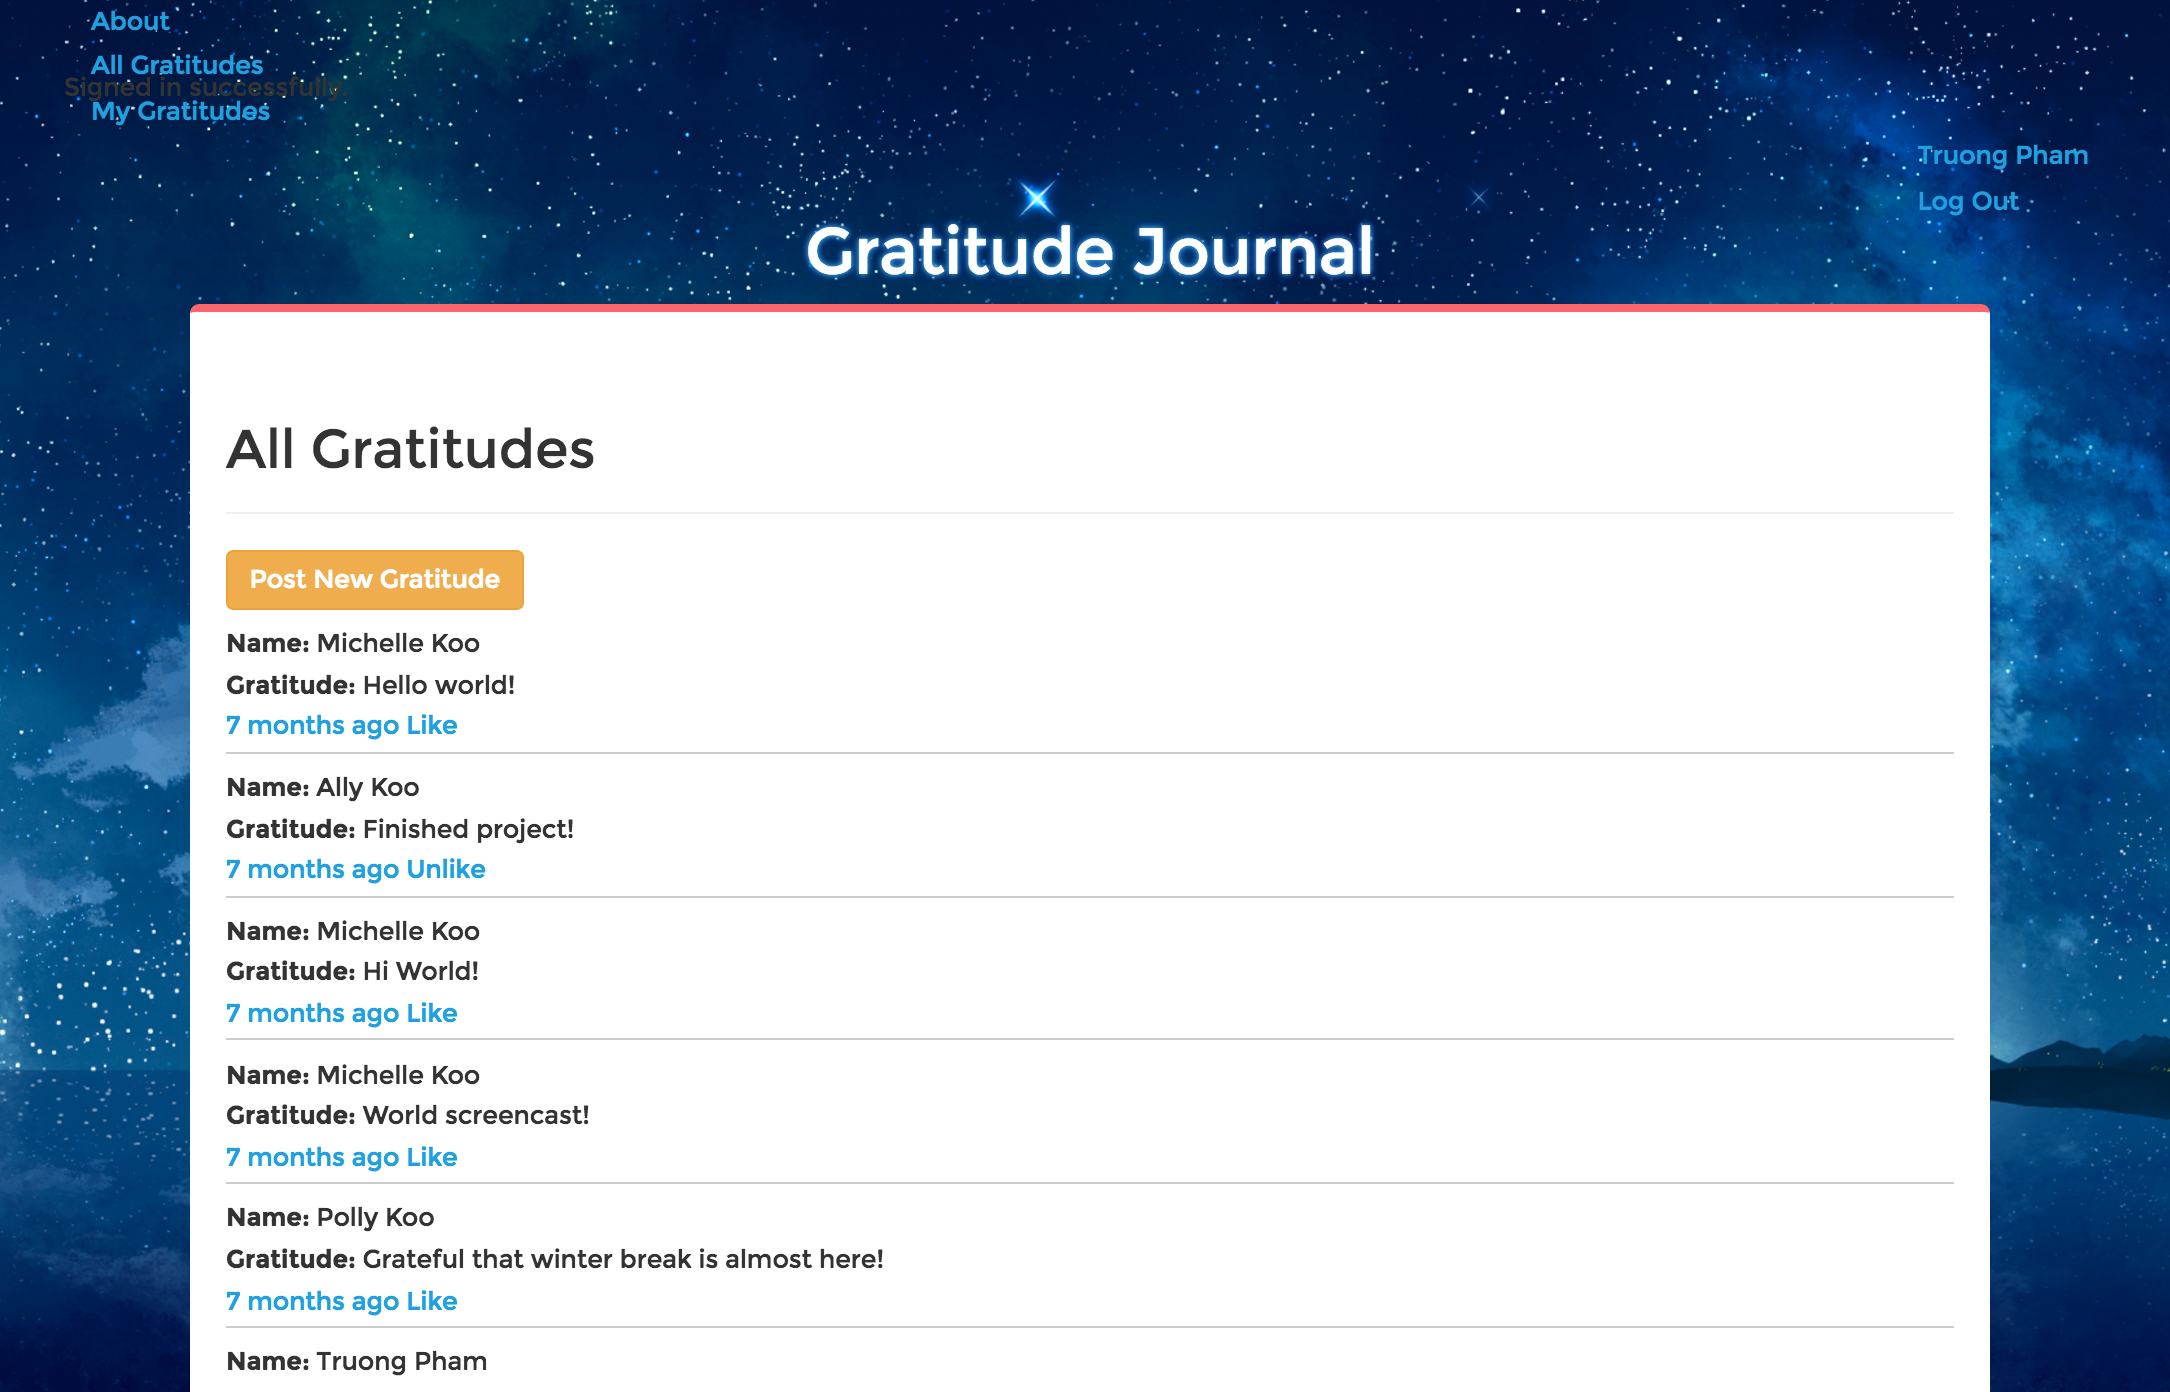 About
All Gratitudes
Signed in successfully.
My Gratitudes
Truong Pham
Log Out
Gratitude Journal
All Gratitudes
Post New Gratitude
Name: Michelle Koo
Gratitude: Hello world!
7 months ago Like
Name: Ally Koo
Gratitude: Finished project!
7 months ago Unlike
Name: Michelle Koo
Gratitude: Hi World!
7 months ago Like
Name: Michelle Koo
Gratitude: World screencast!
7 months ago Like
Name: Polly Koo
Gratitude: Grateful that winter break is almost here!
7 months ago Like
Name: Truong Pham